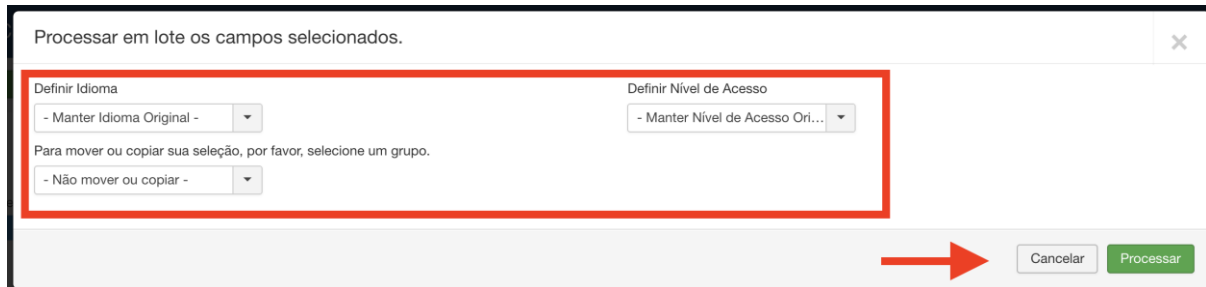 Processar em lote os campos selecionados.
×
Definir Idioma
Definir Nível de Acesso
- Manter Idioma Original -
- Manter Nível de Acesso Ori...
Para mover ou copiar sua seleção, por favor, selecione um grupo.
- Não mover ou copiar -
Cancelar
Processar